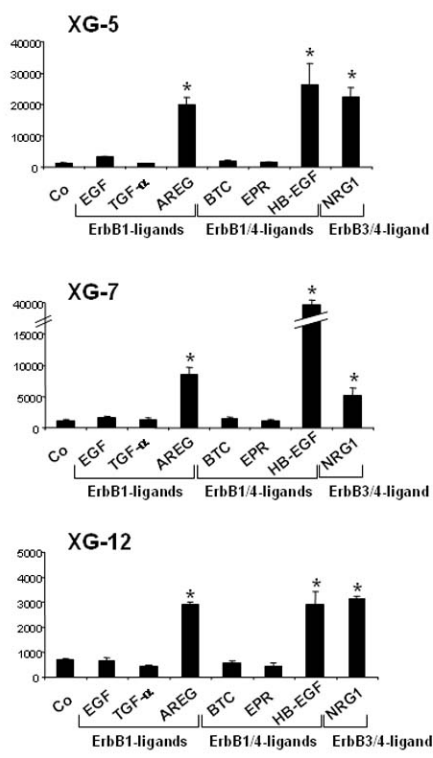 XG-5
40000
30000
20000
10000
0
* * *
Co EGF TGF-α AREG BTC EPR HB-EGF NRG1
ErbB1-ligands ErbB1/4-ligands ErbB3/4-ligand
XG-7
40000
15000
10000
5000
0
* * *
Co EGF TGF-α AREG BTC EPR HB-EGF NRG1
ErbB1-ligands ErbB1/4-ligands ErbB3/4-ligand
XG-12
5000
4000
3000
2000
1000
0
* * *
Co EGF TGF-α AREG BTC EPR HB-EGF NRG1
ErbB1-ligands ErbB1/4-ligands ErbB3/4-ligand